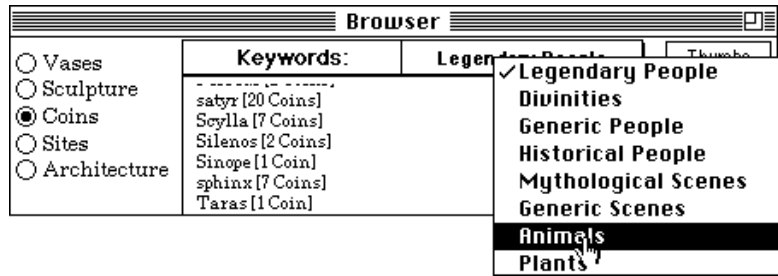 Browser
Vases
Sculpture
Coins
Sites
Architecture
Keywords:
satyr [20 Coins]
Scylla [7 Coins]
Silenos [2 Coins]
Sinope [1 Coin]
sphinx [7 Coins]
Taras [1 Coin]
Legendary People
✓Legendary People
Divinities
Generic People
Historical People
Mythological Scenes
Generic Scenes
Animals
Plants